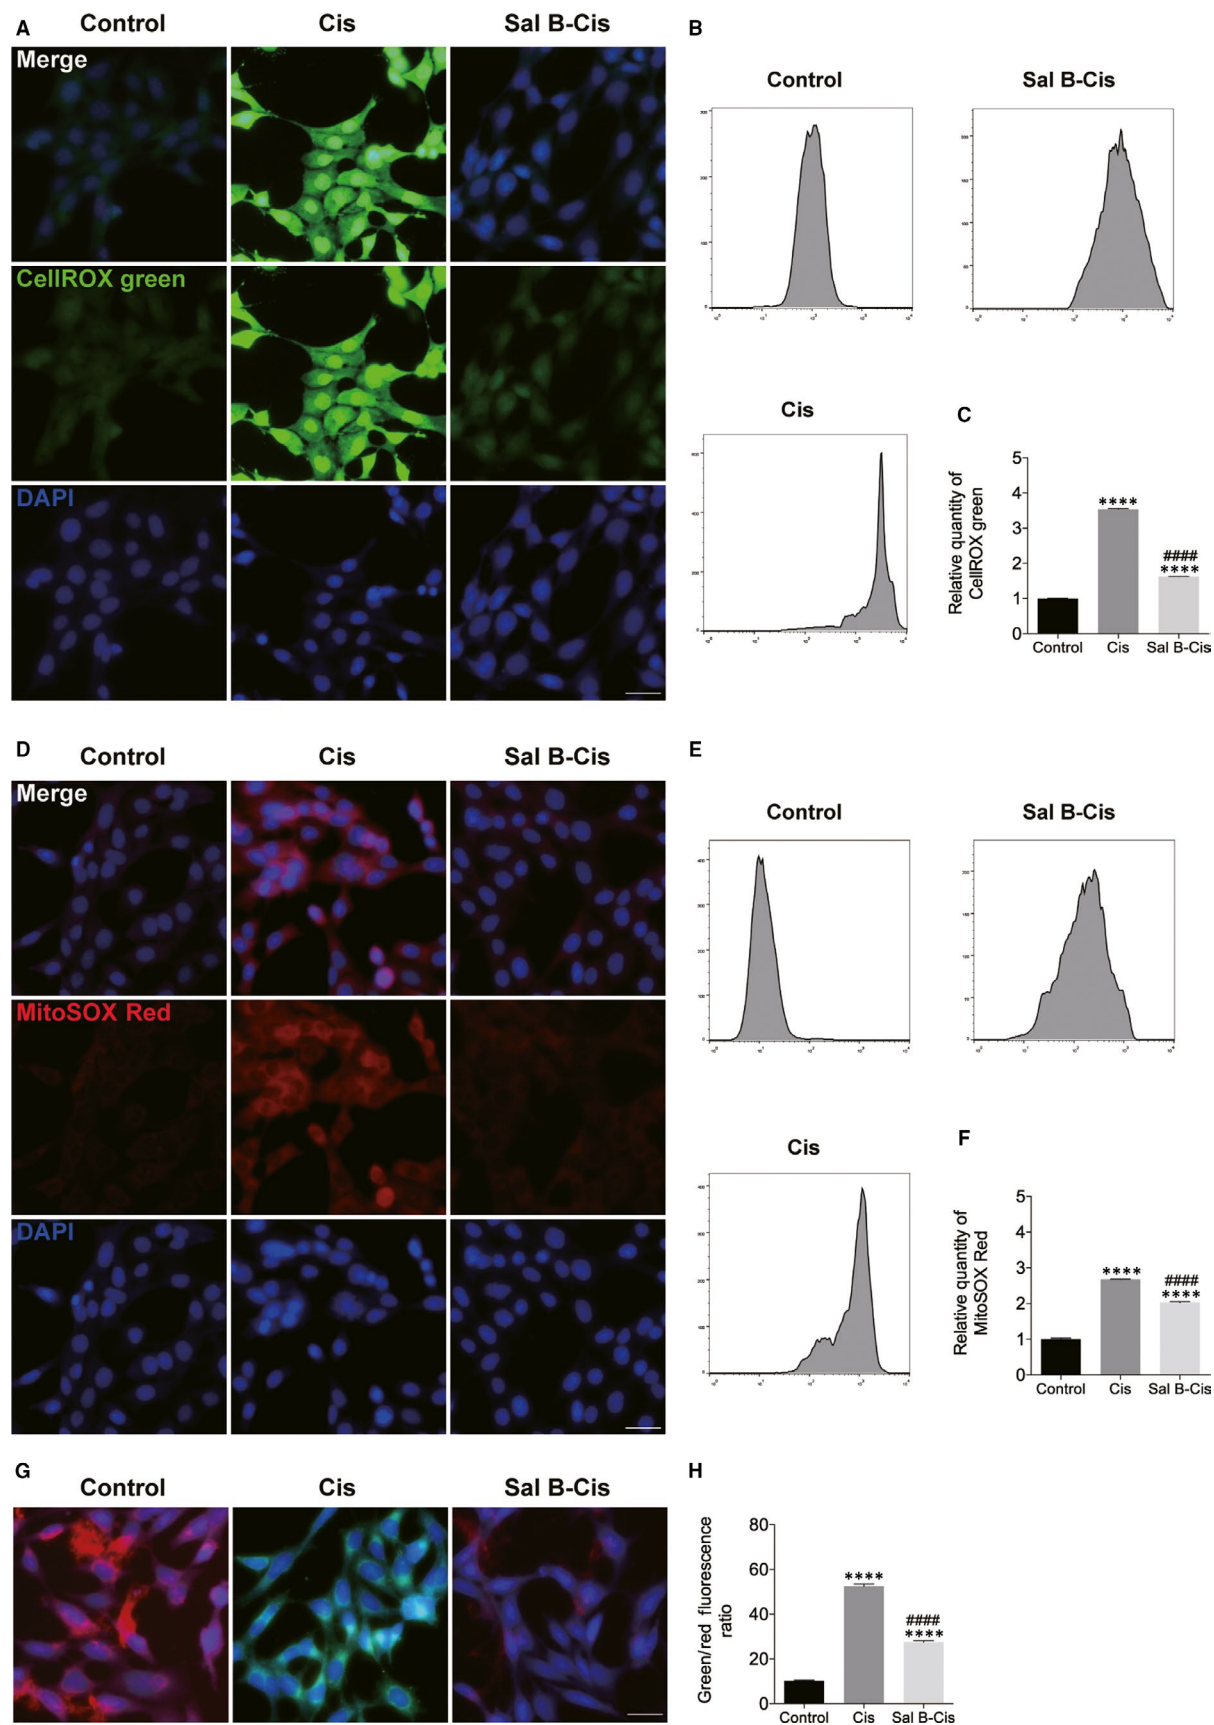 A
Control
Cis
Sal B-Cis
Merge
CellROX green
DAPI
B
Control
Sal B-Cis
Cis
C
Relative quantity of
CellROX green
5
4
3
2
1
0
****
####
****
Control
Cis
Sal B-Cis
D
Control
Cis
Sal B-Cis
Merge
MitoSOX Red
DAPI
E
Control
Sal B-Cis
Cis
F
Relative quantity of
MitoSOX Red
5
4
3
2
1
0
****
####
****
Control
Cis
Sal B-Cis
G
Control
Cis
Sal B-Cis
H
Green/red fluorescence
ratio
80
60
40
20
0
****
####
****
Control
Cis
Sal B-Cis